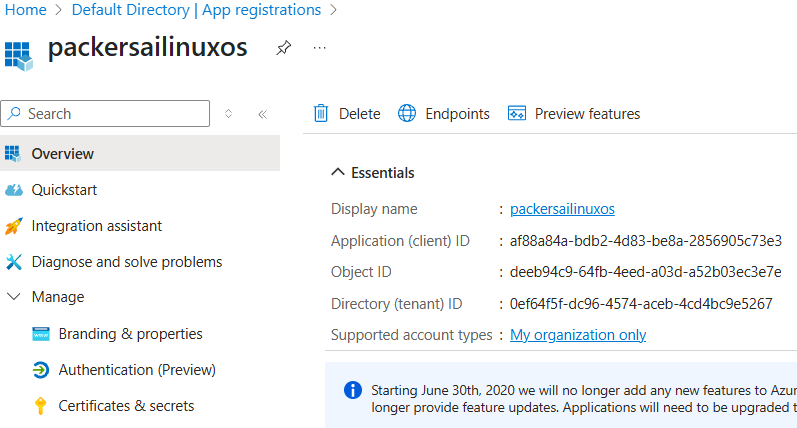 Home > Default Directory | App registrations >
packersailinuxos ...
Search
Delete Endpoints Preview features
Overview
Quickstart
Integration assistant
Diagnose and solve problems
Manage
Branding & properties
Authentication (Preview)
Certificates & secrets
Essentials
Display name : packersailinuxos
Application (client) ID : af88a84a-bdb2-4d83-be8a-2856905c73e3
Object ID : deeb94c9-64fb-4eed-a03d-a52b03ec3e7e
Directory (tenant) ID : 0ef64f5f-dc96-4574-aceb-4cd4bc9e5267
Supported account types : My organization only
Starting June 30th, 2020 we will no longer add any new features to Azur
longer provide feature updates. Applications will need to be upgraded t